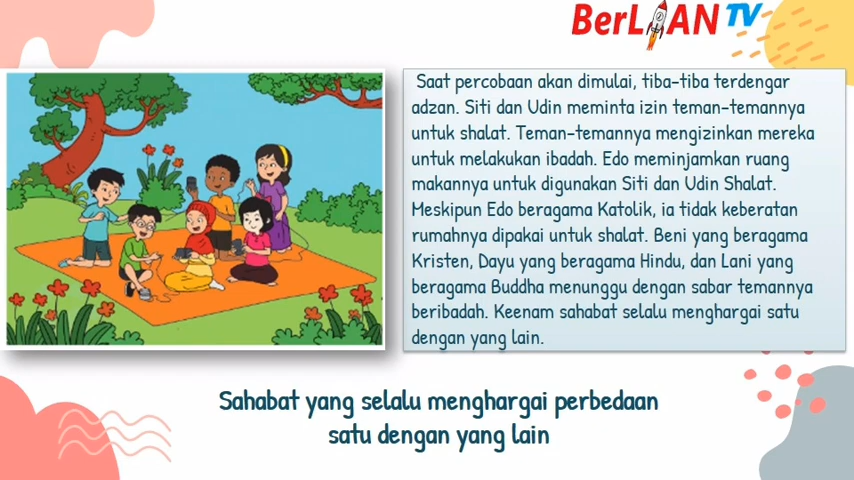 BerLIAN TV
Saat percobaan akan dimulai, tiba-tiba terdengar
adzan. Siti dan Udin meminta izin teman-temannya
untuk shalat. Teman-temannya mengizinkan mereka
untuk melakukan ibadah. Edo meminjamkan ruang
makannya untuk digunakan Siti dan Udin Shalat.
Meskipun Edo beragama Katolik, ia tidak keberatan
rumahnya dipakai untuk shalat. Beni yang beragama
Kristen, Dayu yang beragama Hindu, dan Lani yang
beragama Buddha menunggu dengan sabar temannya
beribadah. Keenam sahabat selalu menghargai satu
dengan yang lain.
Sahabat yang selalu menghargai perbedaan
satu dengan yang lain